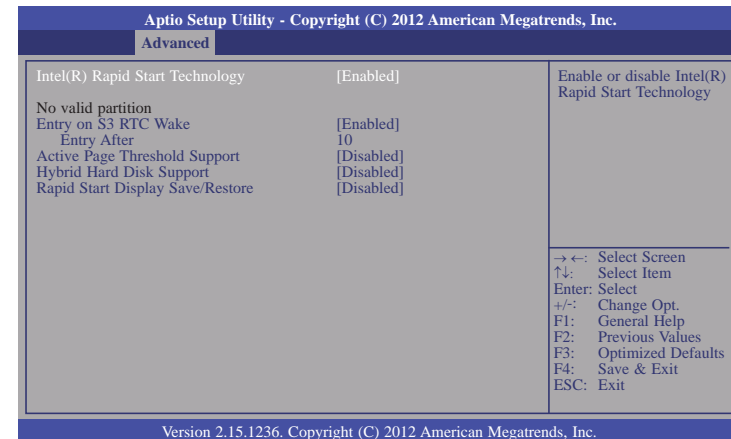 Aptio Setup Utility - Copyright (C) 2012 American Megatrends, Inc.
Advanced
Intel(R) Rapid Start Technology [Enabled]
No valid partition
Entry on S3 RTC Wake [Enabled]
Entry After 10
Active Page Threshold Support [Disabled]
Hybrid Hard Disk Support [Disabled]
Rapid Start Display Save/Restore [Disabled]
Enable or disable Intel(R)
Rapid Start Technology
→←: Select Screen
↑↓: Select Item
Enter: Select
+/-: Change Opt.
F1: General Help
F2: Previous Values
F3: Optimized Defaults
F4: Save & Exit
ESC: Exit
Version 2.15.1236. Copyright (C) 2012 American Megatrends, Inc.